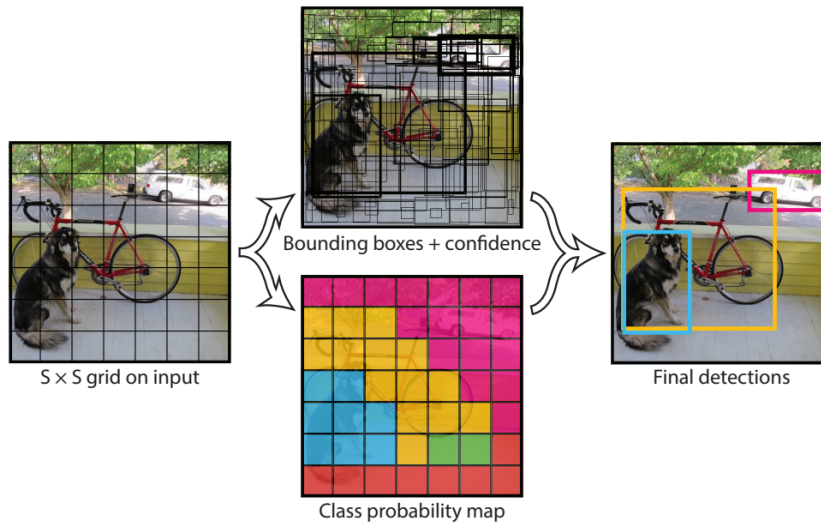 S × S grid on input
Bounding boxes + confidence
Class probability map
Final detections